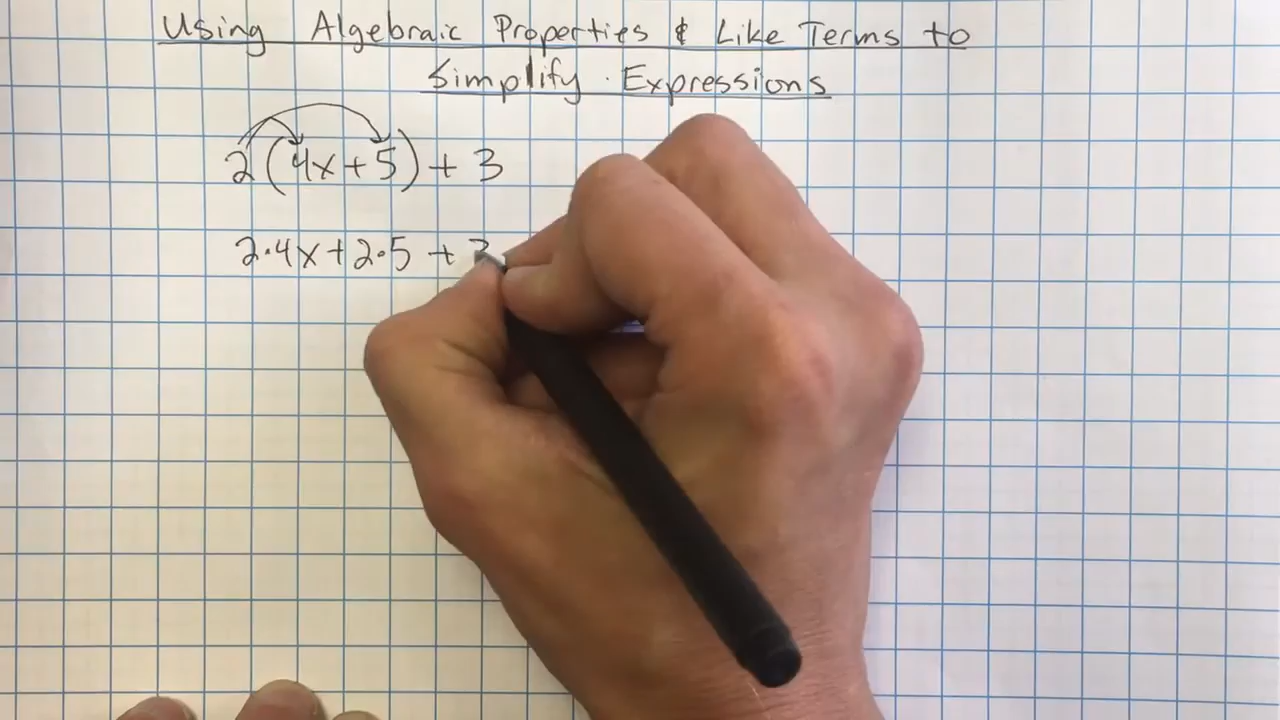 Using Algebraic Properties & Like Terms to
Simplify Expressions
2(4x+5)+3
2·4x+2·5+3